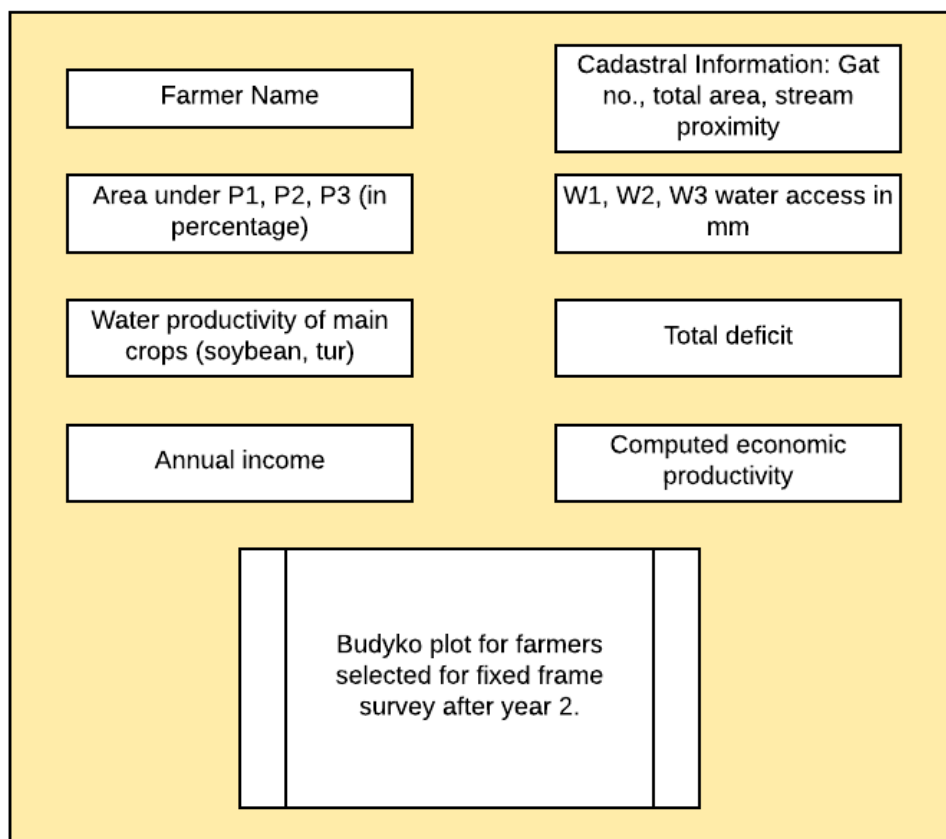 Farmer Name
Cadastral Information: Gat
no., total area, stream
proximity
Area under P1, P2, P3 (in
percentage)
W1, W2, W3 water access in
mm
Water productivity of main
crops (soybean, tur)
Total deficit
Annual income
Computed economic
productivity
Budyko plot for farmers
selected for fixed frame
survey after year 2.